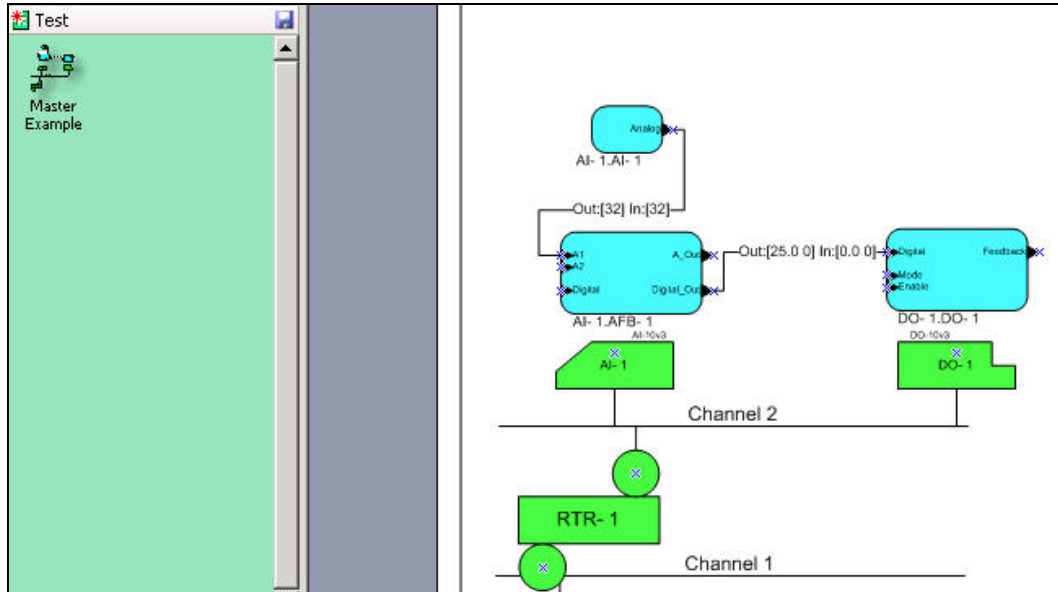 Test
Master
Example
Analog
AI- 1.AI- 1
Out:[32] In:[32]
A1
A2
Digital
A_Out
Digital_Out
AI- 1.AFB- 1
Out:[25.0 0] In:[0.0 0]
Digital
Mode
Enable
Feedback
DO- 1.DO- 1
AI-10v3
AI- 1
DO-10v3
DO- 1
Channel 2
RTR- 1
Channel 1